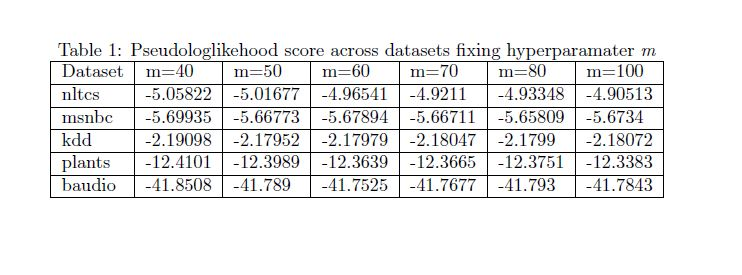 Table 1: Pseudologlikehood score across datasets fixing hyperparamater m
Dataset m=40 m=50 m=60 m=70 m=80 m=100
nltcs -5.05822 -5.01677 -4.96541 -4.9211 -4.93348 -4.90513
msnbc -5.69935 -5.66773 -5.67894 -5.66711 -5.65809 -5.6734
kdd -2.19098 -2.17952 -2.17979 -2.18047 -2.1799 -2.18072
plants -12.4101 -12.3989 -12.3639 -12.3665 -12.3751 -12.3383
baudio -41.8508 -41.789 -41.7525 -41.7677 -41.793 -41.7843